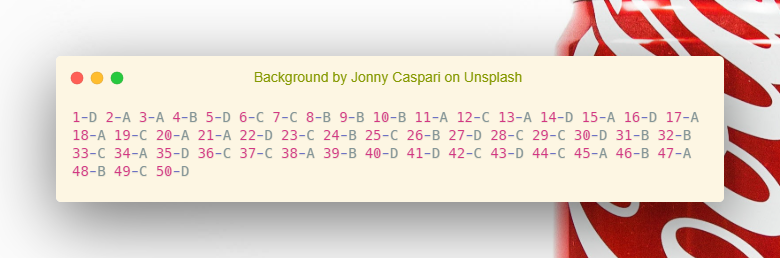 Background by Jonny Caspari on Unsplash
1-D 2-A 3-A 4-B 5-D 6-C 7-C 8-B 9-B 10-B 11-A 12-C 13-A 14-D 15-A 16-D 17-A
18-A 19-C 20-A 21-A 22-D 23-C 24-B 25-C 26-B 27-D 28-C 29-C 30-D 31-B 32-B
33-C 34-A 35-D 36-C 37-C 38-A 39-B 40-D 41-D 42-C 43-D 44-C 45-A 46-B 47-A
48-B 49-C 50-D